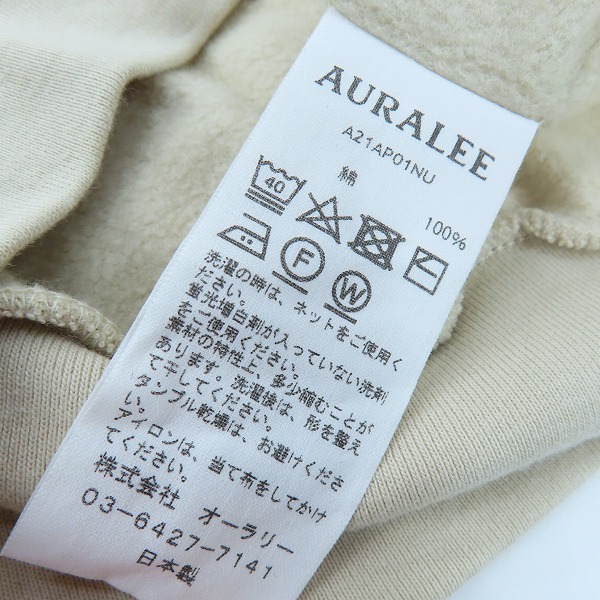 AURALEE
A21AP01NU
綿 100%
40
F W
洗濯の時は、ネットをご使用く
ださい。
蛍光増白剤が入っていない洗剤
をご使用ください。
素材の特性上、多少縮むことが
あります。洗濯後は、形を整え
て干してください。
タンブル乾燥は、お避けくださ
い。
アイロンは、当て布をしてかけ
てください。
株式会社 オーラリー
03-6427-7141
日本製